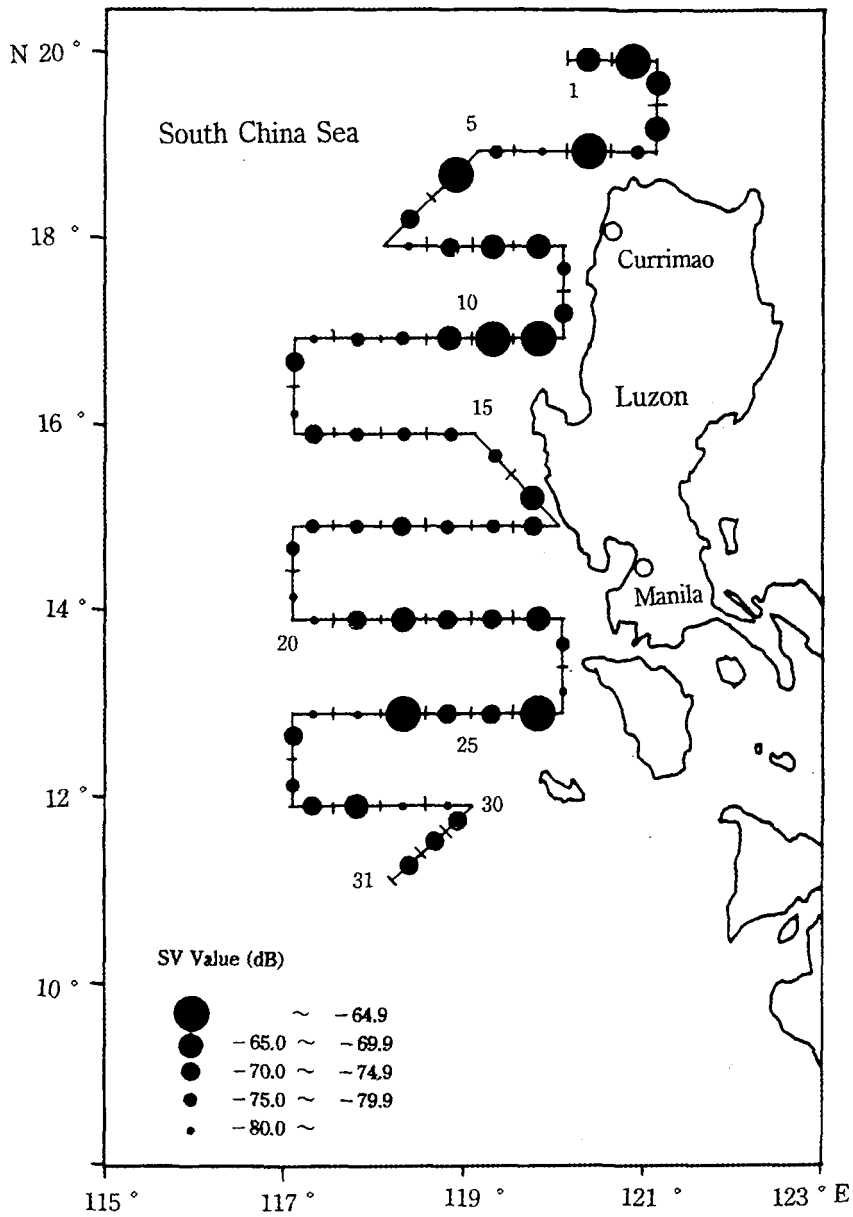 N 20 °
1
South China Sea
5
18 °
Currimao
10
16 °
15
Luzon
14 °
Manila
20
25
12 °
30
31
SV Value (dB)
~ -64.9
10 °
-65.0 ~ -69.9
-70.0 ~ -74.9
-75.0 ~ -79.9
-80.0 ~
115 ° 117 ° 119 ° 121 ° 123 ° E